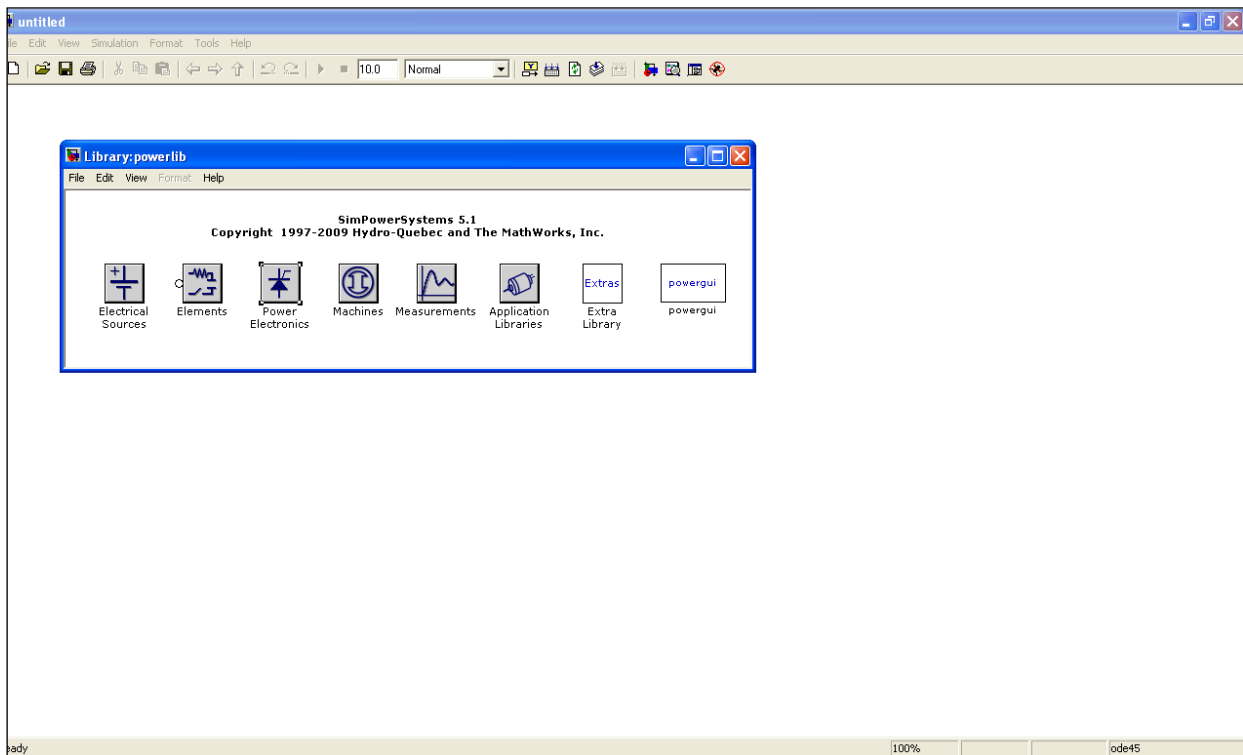 untitled
File Edit View Simulation Format Tools Help
10.0 Normal
Library:powerlib
File Edit View Format Help
SimPowerSystems 5.1
Copyright 1997-2009 Hydro-Quebec and The MathWorks, Inc.
Extras powergui
Electrical Sources
Elements
Power Electronics
Machines
Measurements
Application Libraries
Extra Library
powergui
100% ode45